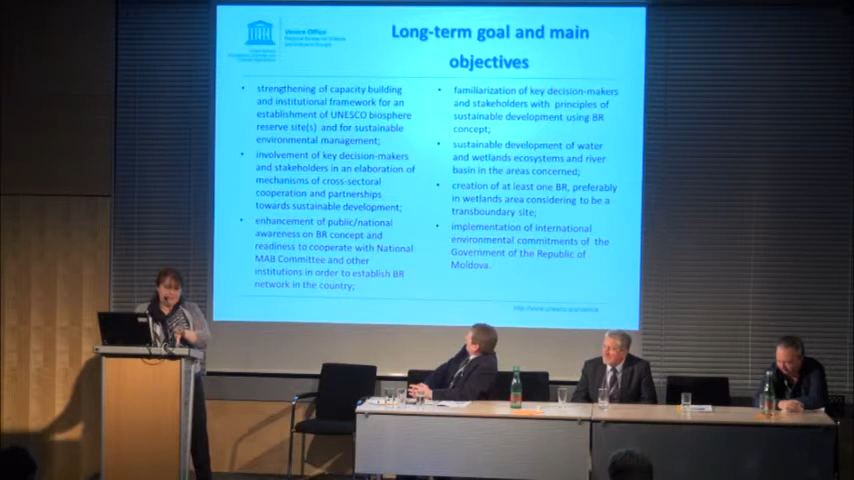 Venice Office
Long-term goal and main
objectives
• strengthening of capacity building
and institutional framework for an
establishment of UNESCO biosphere
reserve site(s) and for sustainable
environmental management;
• involvement of key decision-makers
and stakeholders in an elaboration of
mechanisms of cross-sectoral
cooperation and partnerships
towards sustainable development;
• enhancement of public/national
awareness on BR concept and
readiness to cooperate with National
MAB Committee and other
institutions in order to establish BR
network in the country;
• familiarization of key decision-makers
and stakeholders with principles of
sustainable development using BR
concept;
• sustainable development of water
and wetlands ecosystems and river
basin in the areas concerned;
• creation of at least one BR, preferably
in wetlands area considering to be a
transboundary site;
• implementation of international
environmental commitments of the
Government of the Republic of
Moldova.
http://www.unesco.org/venice